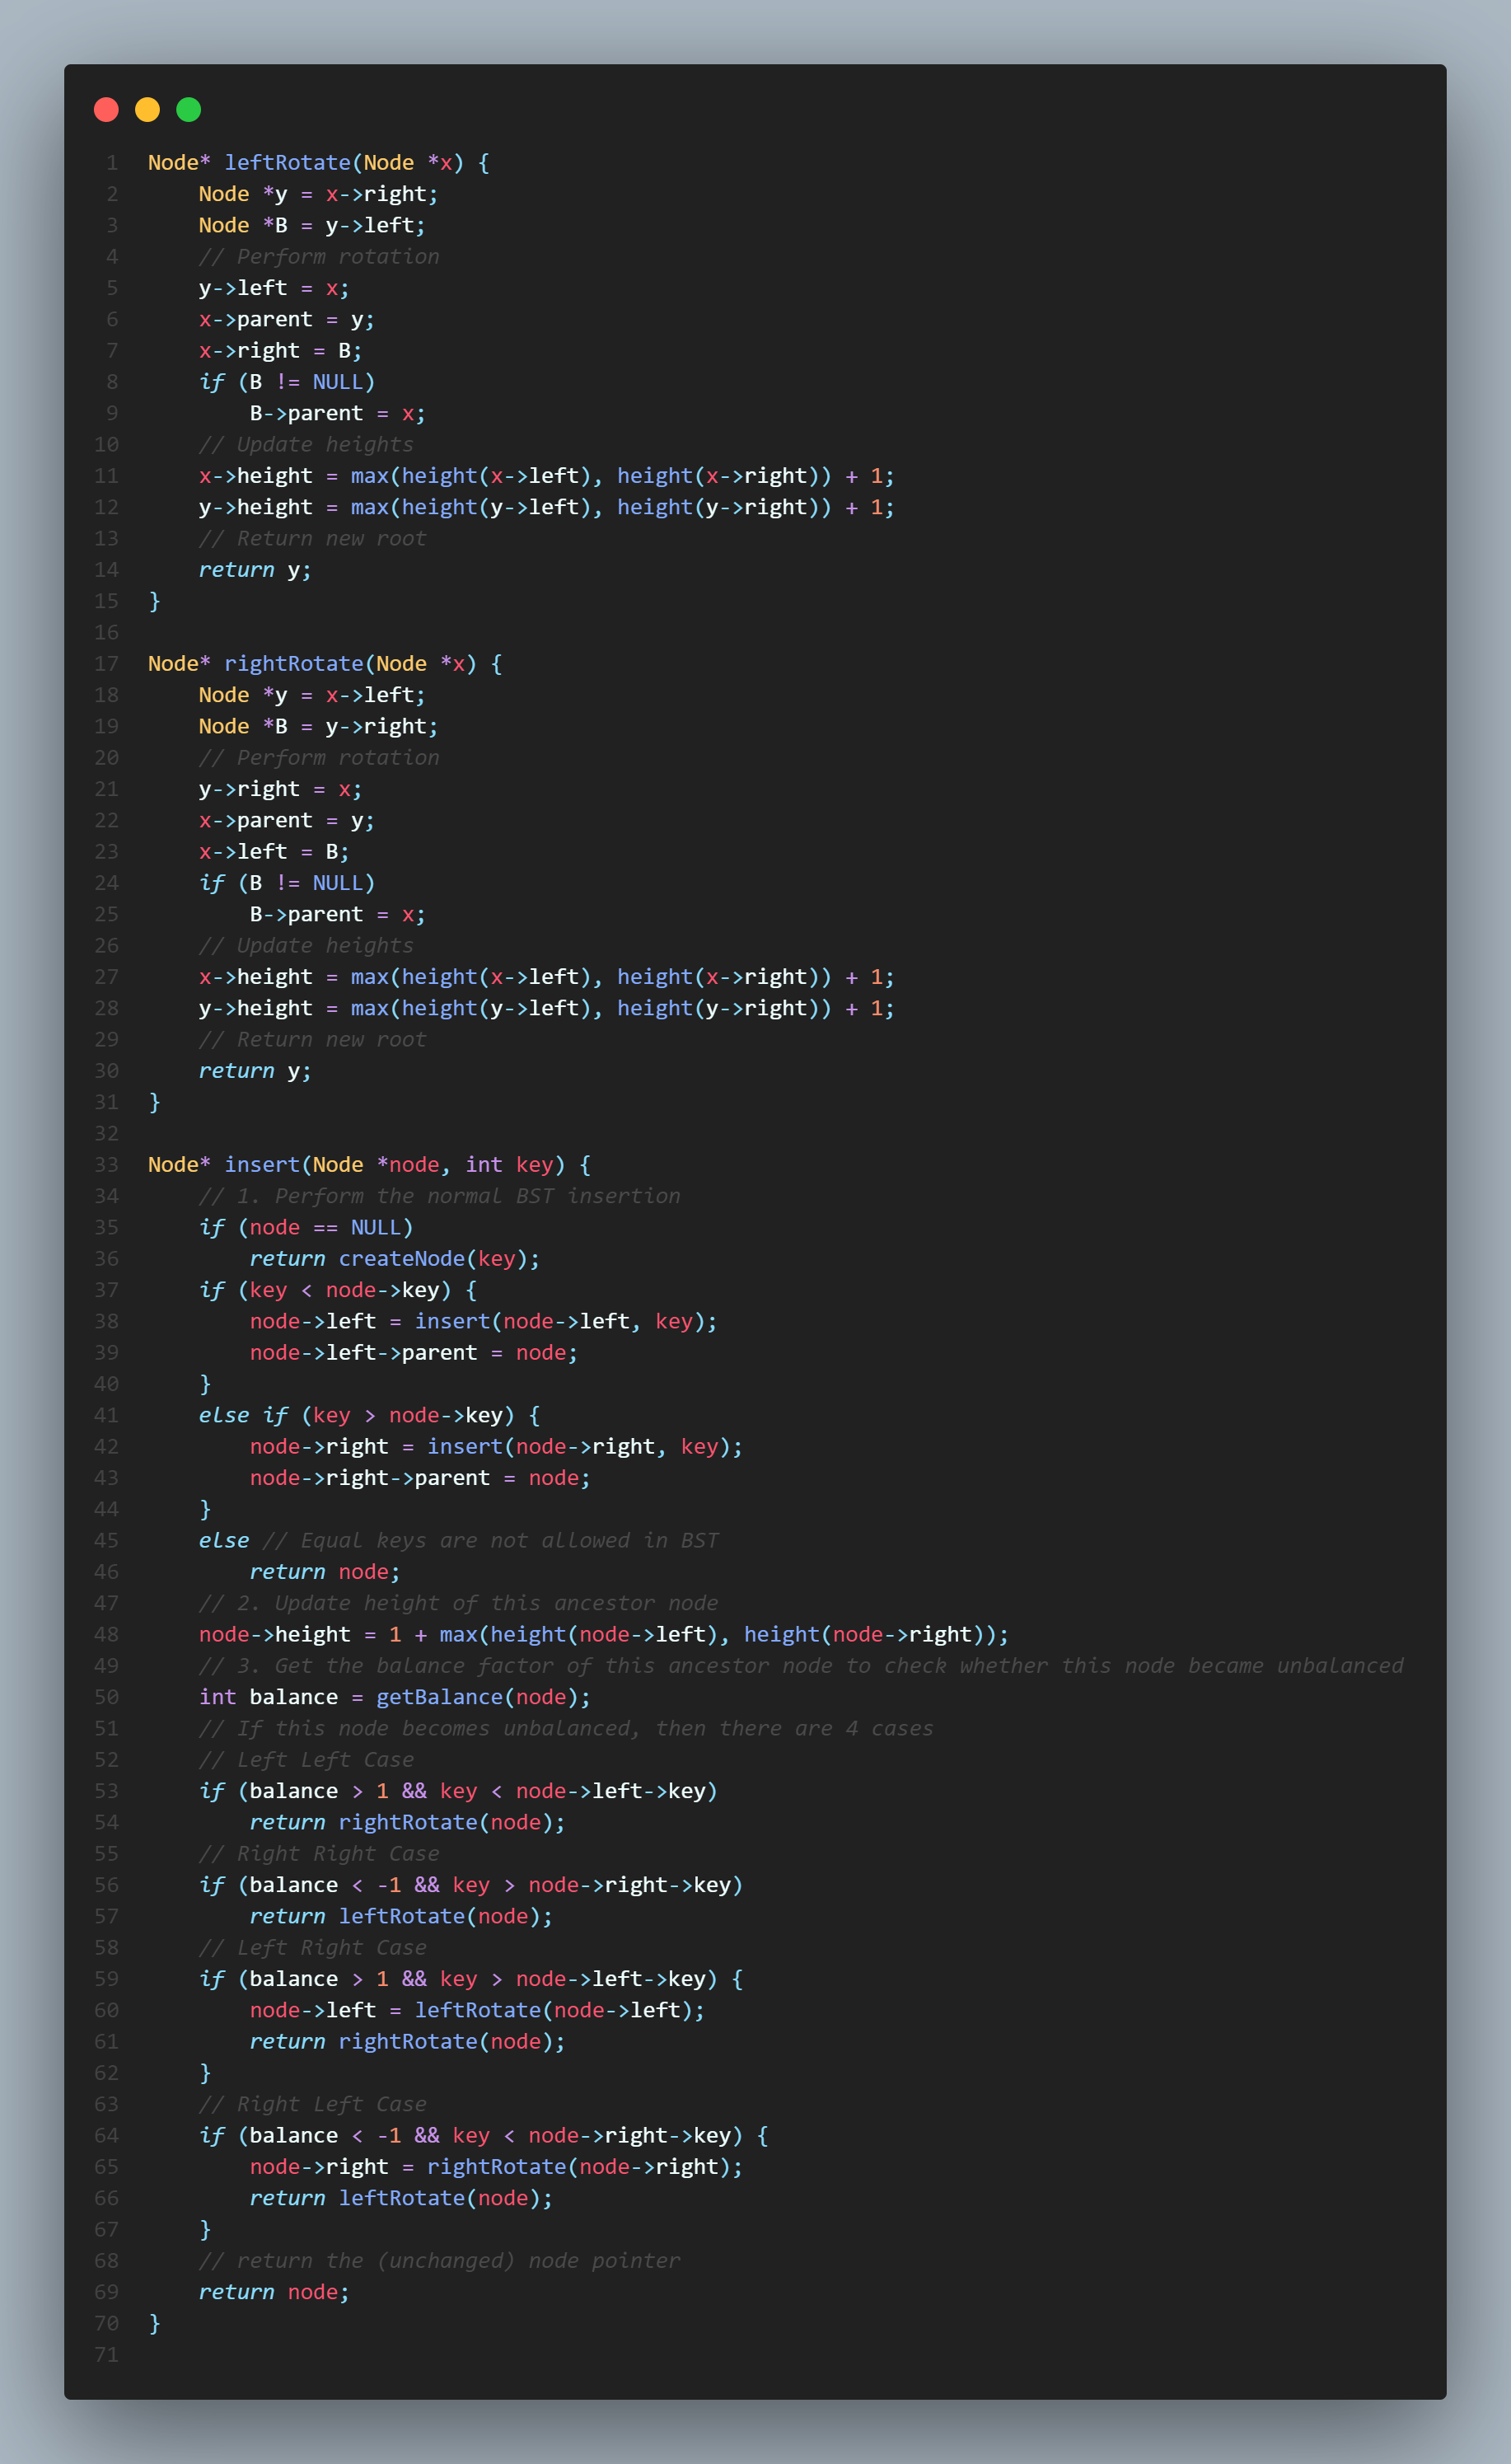 1 Node* leftRotate(Node *x) {
2     Node *y = x->right;
3     Node *B = y->left;
4     // Perform rotation
5     y->left = x;
6     x->parent = y;
7     x->right = B;
8     if (B != NULL)
9         B->parent = x;
10     // Update heights
11     x->height = max(height(x->left), height(x->right)) + 1;
12     y->height = max(height(y->left), height(y->right)) + 1;
13     // Return new root
14     return y;
15 }
16
17 Node* rightRotate(Node *x) {
18     Node *y = x->left;
19     Node *B = y->right;
20     // Perform rotation
21     y->right = x;
22     x->parent = y;
23     x->left = B;
24     if (B != NULL)
25         B->parent = x;
26     // Update heights
27     x->height = max(height(x->left), height(x->right)) + 1;
28     y->height = max(height(y->left), height(y->right)) + 1;
29     // Return new root
30     return y;
31 }
32
33 Node* insert(Node *node, int key) {
34     // 1. Perform the normal BST insertion
35     if (node == NULL)
36         return createNode(key);
37     if (key < node->key) {
38         node->left = insert(node->left, key);
39         node->left->parent = node;
40     }
41     else if (key > node->key) {
42         node->right = insert(node->right, key);
43         node->right->parent = node;
44     }
45     else // Equal keys are not allowed in BST
46         return node;
47     // 2. Update height of this ancestor node
48     node->height = 1 + max(height(node->left), height(node->right));
49     // 3. Get the balance factor of this ancestor node to check whether this node became unbalanced
50     int balance = getBalance(node);
51     // If this node becomes unbalanced, then there are 4 cases
52     // Left Left Case
53     if (balance > 1 && key < node->left->key)
54         return rightRotate(node);
55     // Right Right Case
56     if (balance < -1 && key > node->right->key)
57         return leftRotate(node);
58     // Left Right Case
59     if (balance > 1 && key > node->left->key) {
60         node->left = leftRotate(node->left);
61         return rightRotate(node);
62     }
63     // Right Left Case
64     if (balance < -1 && key < node->right->key) {
65         node->right = rightRotate(node->right);
66         return leftRotate(node);
67     }
68     // return the (unchanged) node pointer
69     return node;
70 }
71